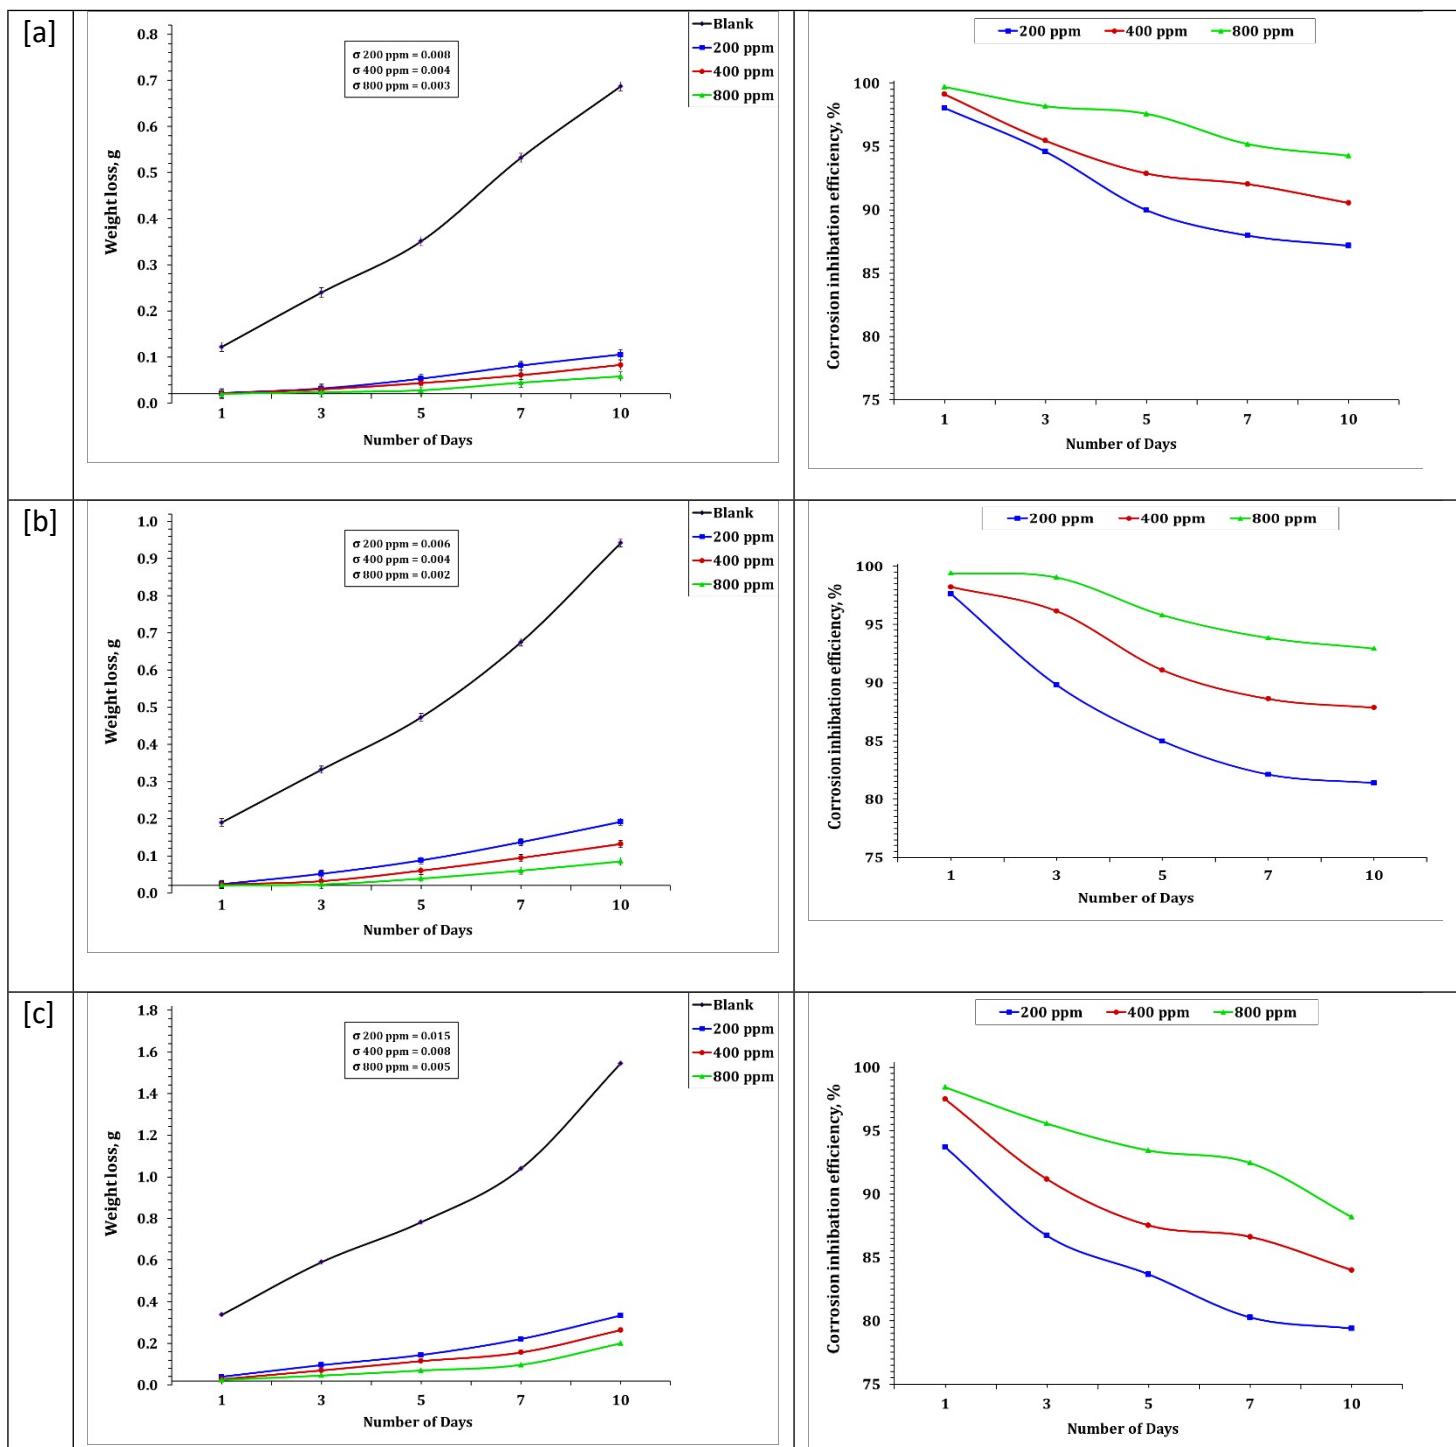 [a]
Blank
200 ppm
400 ppm
800 ppm
σ 200 ppm = 0.008
σ 400 ppm = 0.004
σ 800 ppm = 0.003
Weight loss, g
0.8
0.7
0.6
0.5
0.4
0.3
0.2
0.1
0.0
1 3 5 7 10
Number of Days
200 ppm 400 ppm 800 ppm
Corrosion inhibation efficiency, %
100
95
90
85
80
75
1 3 5 7 10
Number of Days
[b]
Blank
200 ppm
400 ppm
800 ppm
σ 200 ppm = 0.006
σ 400 ppm = 0.004
σ 800 ppm = 0.002
Weight loss, g
1.0
0.9
0.8
0.7
0.6
0.5
0.4
0.3
0.2
0.1
0.0
1 3 5 7 10
Number of Days
200 ppm 400 ppm 800 ppm
Corrosion inhibation efficiency, %
100
95
90
85
80
75
1 3 5 7 10
Number of Days
[c]
Blank
200 ppm
400 ppm
800 ppm
σ 200 ppm = 0.015
σ 400 ppm = 0.008
σ 800 ppm = 0.005
Weight loss, g
1.8
1.6
1.4
1.2
1.0
0.8
0.6
0.4
0.2
0.0
1 3 5 7 10
Number of Days
200 ppm 400 ppm 800 ppm
Corrosion inhibation efficiency, %
100
95
90
85
80
75
1 3 5 7 10
Number of Days